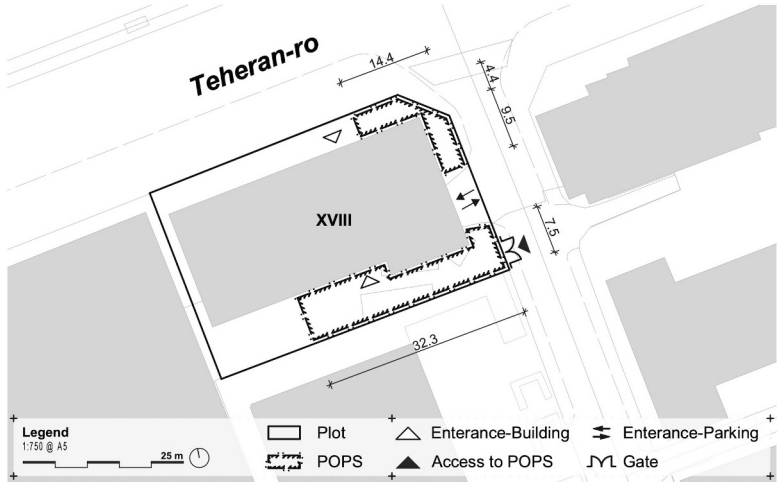 Teheran-ro
14.4
4.4
9.5
XVIII
7.5
32.3
Legend
1:750 @ A5
25 m
Plot
POPS
Enterance-Building
Access to POPS
Enterance-Parking
Gate